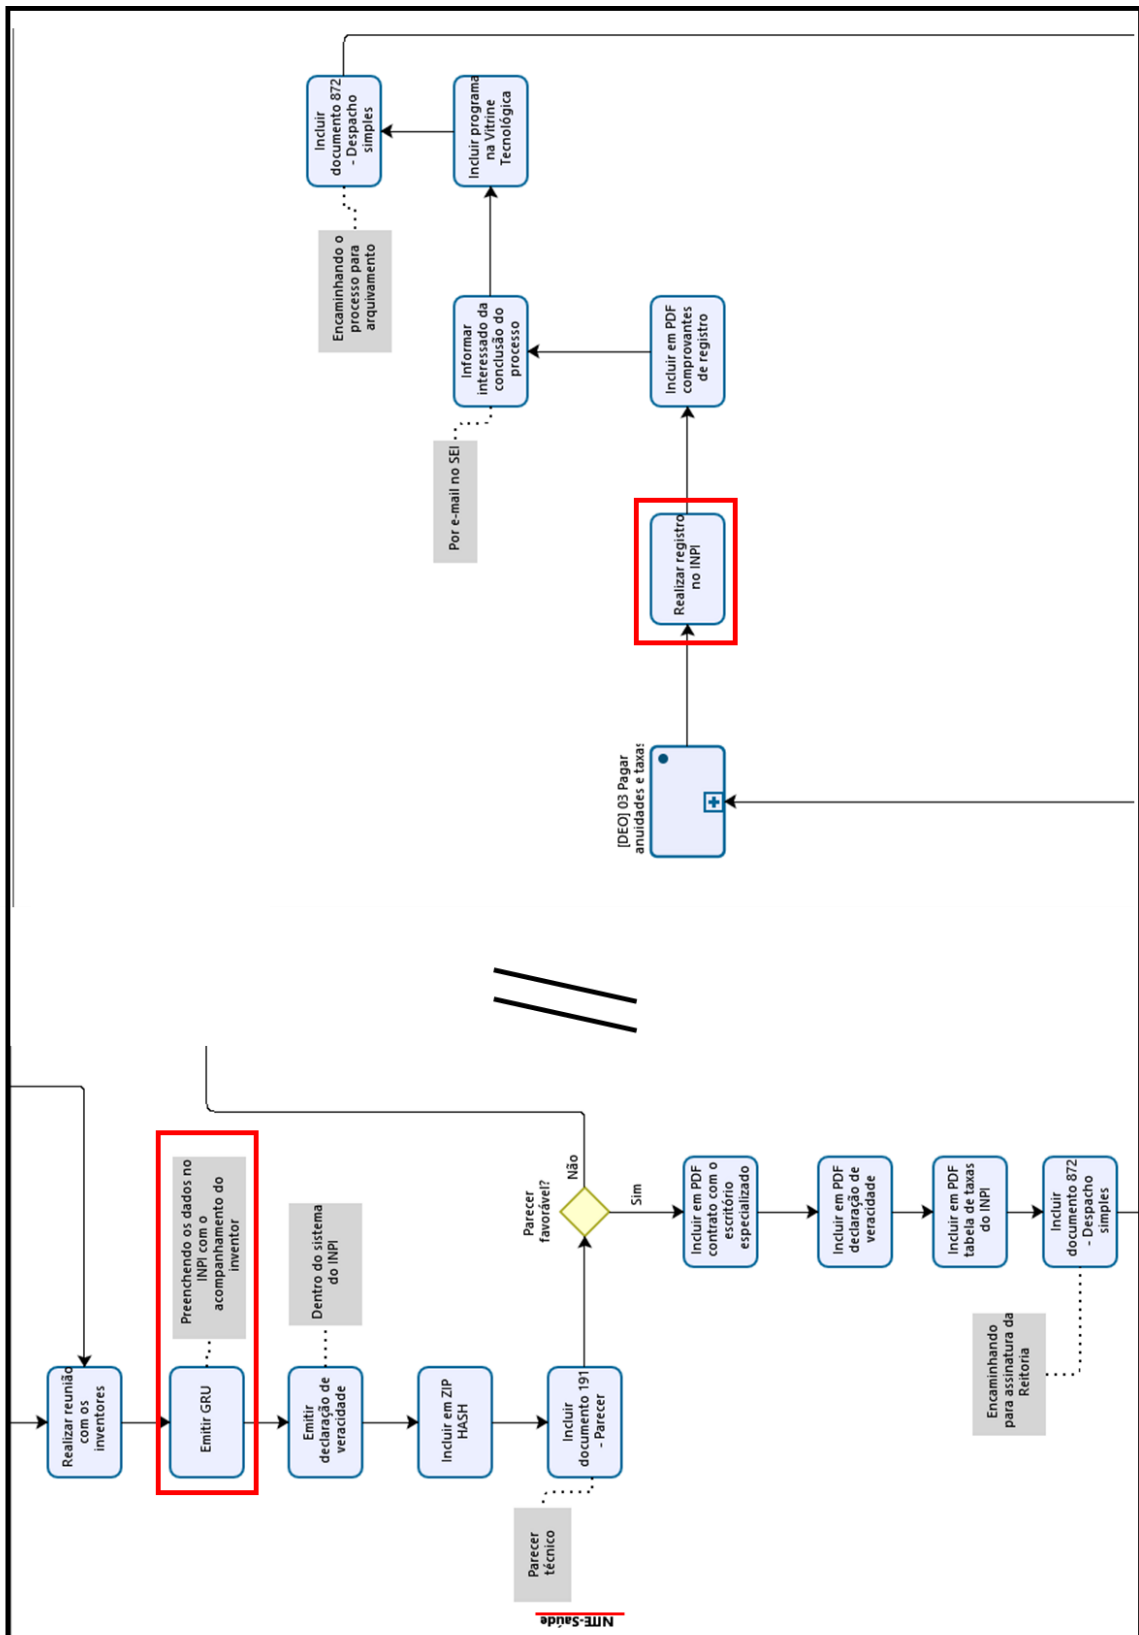 NITE-Saúde
Realizar reunião
com os
inventores
Emitir GRU
Preenchendo os dados no
INPI com o
acompanhamento do
inventor
Emitir
declaração de
veracidade
Dentro do sistema
do INPI
Incluir em ZIP
HASH
Incluir
documento 191
- Parecer
Parecer
técnico
Parecer
favorável?
Não
Sim
Incluir em PDF
contrato com o
escritório
especializado
Incluir em PDF
declaração de
veracidade
Incluir em PDF
tabela de taxas
do INPI
Incluir
documento 872
- Despacho
simples
Encaminhando
para assinatura da
Reitoria
[DEO] 03 Pagar
anuidades e taxas
Realizar registro
no INPI
Incluir em PDF
comprovantes
de registro
Informar
interessado da
conclusão do
processo
Por e-mail no SEI
Incluir programa
na Vitrine
Tecnológica
Incluir
documento 872
- Despacho
simples
Encaminhando o
processo para
arquivamento